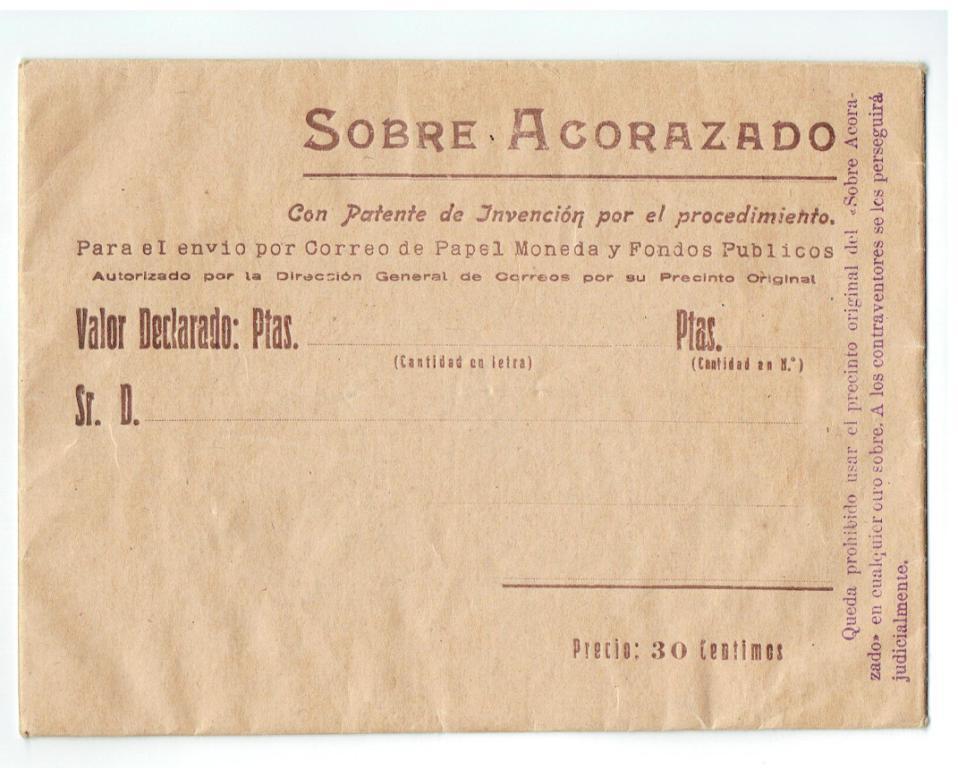 SOBRE ACORAZADO
Con Patente de Invención por el procedimiento.
Para el envio por Correo de Papel Moneda y Fondos Publicos
Autorizado por la Dirección General de Correos por su Precinto Original
Valor Declarado: Ptas. Ptas.
(Cantidad en letra) (Cantidad en N.º)
Sr. D.
Precio: 30 Centimos
Queda prohibido usar el precinto original del «Sobre Acora-
zado» en cualquier otro sobre. A los contraventores se les perseguirá
judicialmente.